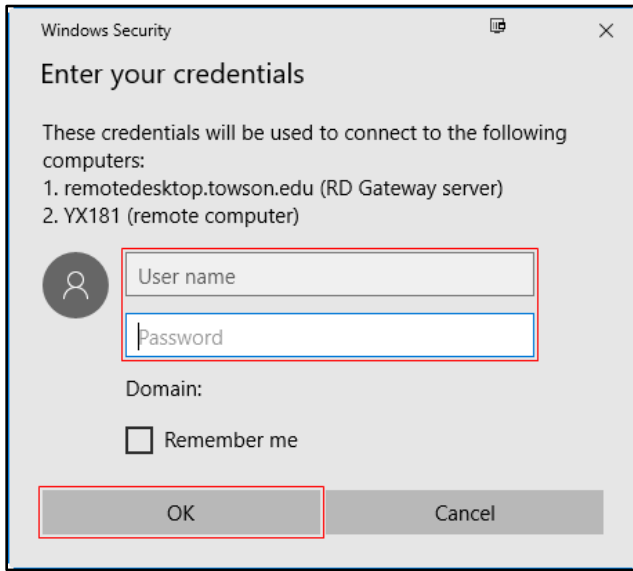 Windows Security
Enter your credentials
These credentials will be used to connect to the following
computers:
1. remotedesktop.towson.edu (RD Gateway server)
2. YX181 (remote computer)
User name
Password
Domain:
Remember me
OK
Cancel